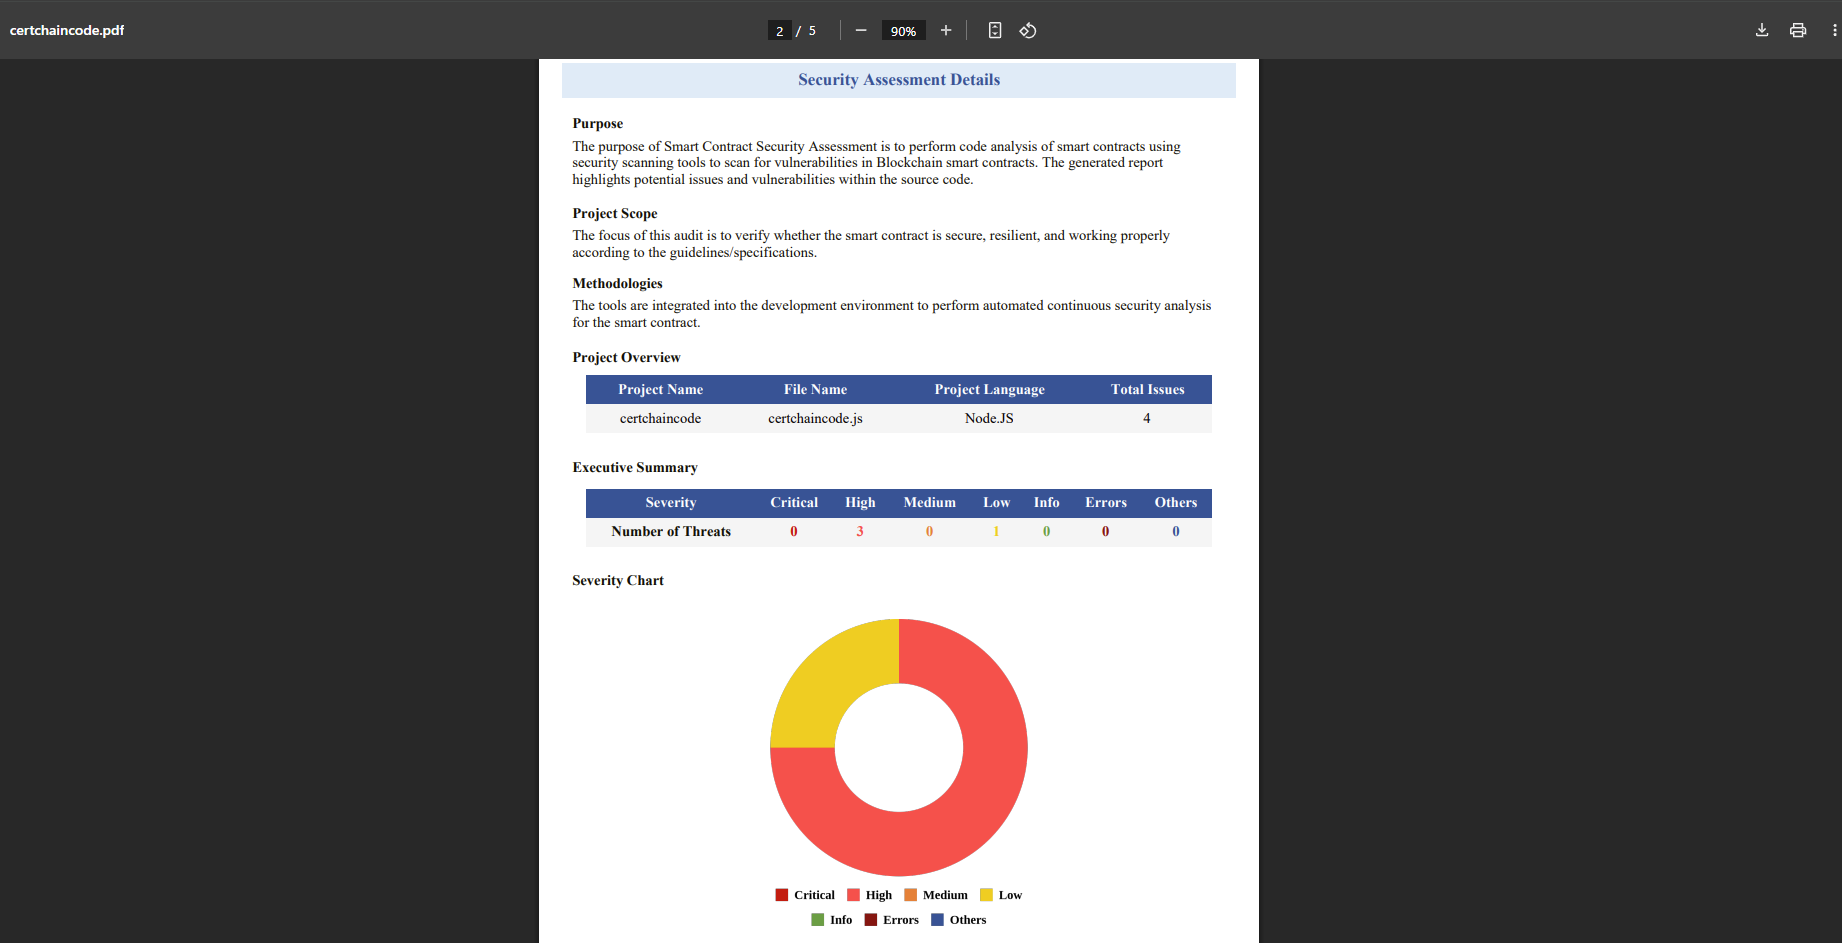 certchaincode.pdf
2 / 5
90%
Security Assessment Details
Purpose
The purpose of Smart Contract Security Assessment is to perform code analysis of smart contracts using
security scanning tools to scan for vulnerabilities in Blockchain smart contracts. The generated report
highlights potential issues and vulnerabilities within the source code.
Project Scope
The focus of this audit is to verify whether the smart contract is secure, resilient, and working properly
according to the guidelines/specifications.
Methodologies
The tools are integrated into the development environment to perform automated continuous security analysis
for the smart contract.
Project Overview
Project Name File Name Project Language Total Issues
certchaincode certchaincode.js Node.JS 4
Executive Summary
Severity Critical High Medium Low Info Errors Others
Number of Threats 0 3 0 1 0 0 0
Severity Chart
Critical High Medium Low
Info Errors Others